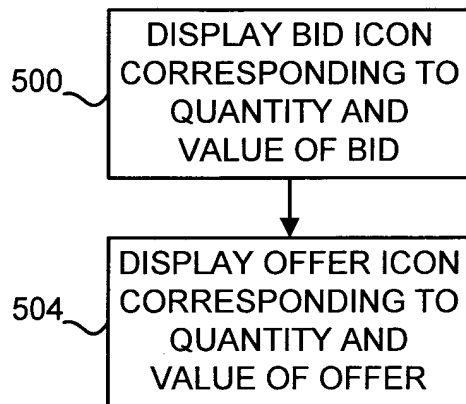 500
DISPLAY BID ICON
CORRESPONDING TO
QUANTITY AND
VALUE OF BID
504
DISPLAY OFFER ICON
CORRESPONDING TO
QUANTITY AND
VALUE OF OFFER